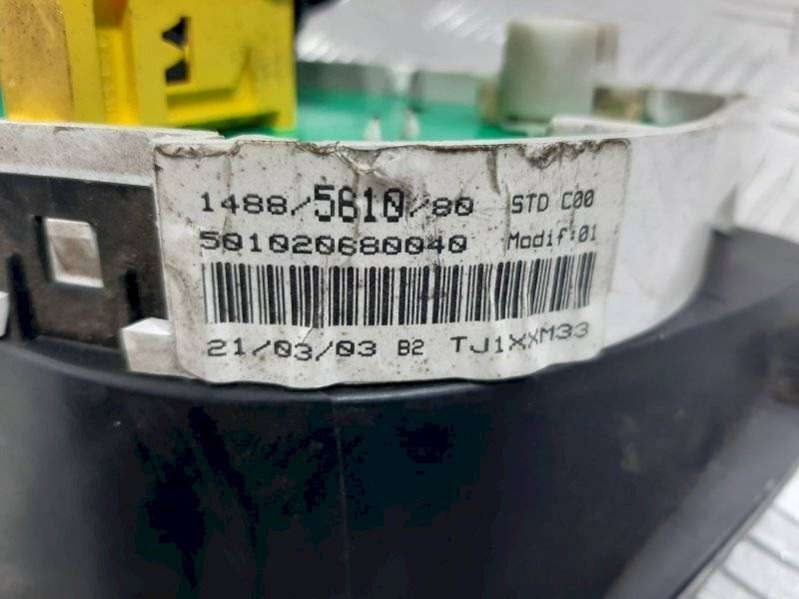 1488/5610/80 STD C00
501020680040 Modif:01
21/03/03 B2 TJ1XXM33